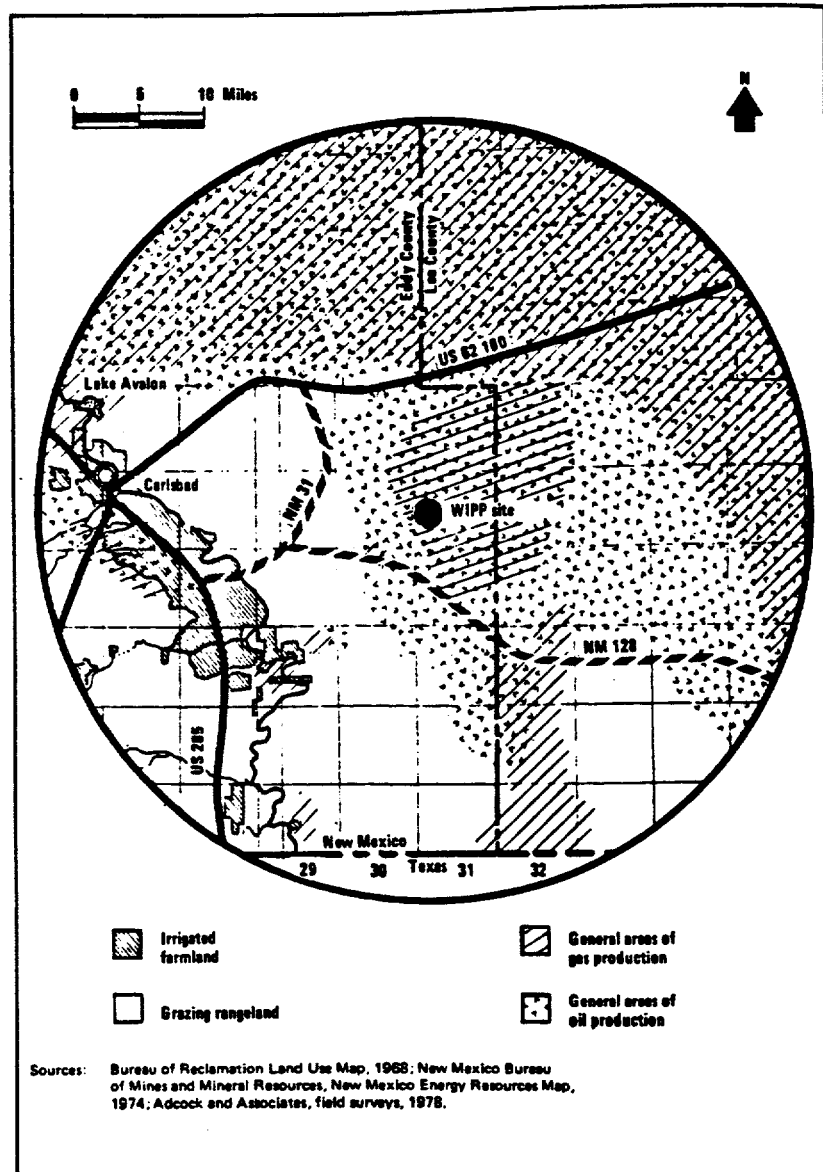 0 5 10 Miles
N
Eddy County
Lea County
US 62 180
Lake Avalon
Carlsbad
NM 31
WIPP site
NM 128
US 285
New Mexico
Texas
29 30 31 32
Irrigated
farmland
General areas of
gas production
Grazing rangeland
General areas of
oil production
Sources: Bureau of Reclamation Land Use Map, 1968; New Mexico Bureau
of Mines and Mineral Resources, New Mexico Energy Resources Map,
1974; Adcock and Associates, field surveys, 1978.